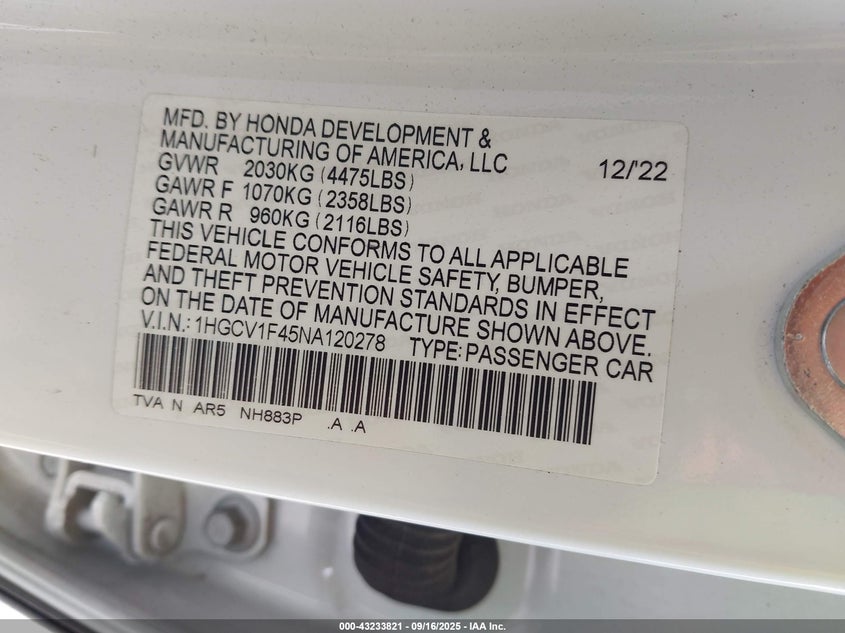 MFD. BY HONDA DEVELOPMENT &
MANUFACTURING OF AMERICA, LLC 12/'22
GVWR 2030KG (4475LBS)
GAWR F 1070KG (2358LBS)
GAWR R 960KG (2116LBS)
THIS VEHICLE CONFORMS TO ALL APPLICABLE
FEDERAL MOTOR VEHICLE SAFETY, BUMPER,
AND THEFT PREVENTION STANDARDS IN EFFECT
ON THE DATE OF MANUFACTURE SHOWN ABOVE.
V.I.N.: 1HGCV1F45NA120278 TYPE: PASSENGER CAR
TVA N AR5 NH883P .A .A
000-43233821 - 09/16/2025 - IAA Inc.